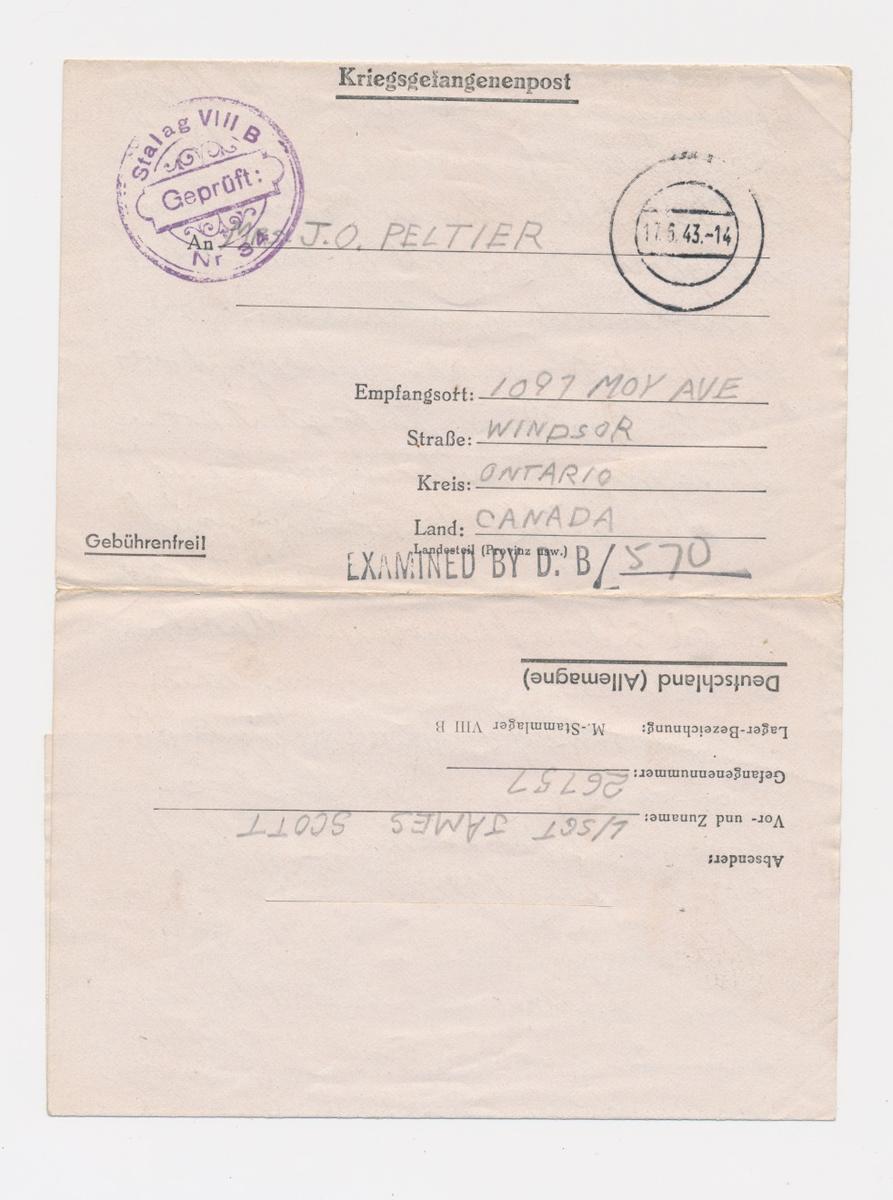 Kriegsgefangenenpost
Stalag VIII B
Geprüft:
Nr 34
17.6.43.-14
An Mrs. J.O. PELTIER
Empfangsort: 1097 MOY AVE
Straße: WINDSOR
Kreis: ONTARIO
Land: CANADA
Landesteil (Provinz usw.)
Gebührenfrei!
EXAMINED BY D. B/570
Absender:
Vor- und Zuname: L/SGT JAMES SCOTT
Gefangenennummer: 26757
Lager-Bezeichnung: M.-Stammlager VIII B
Deutschland (Allemagne)